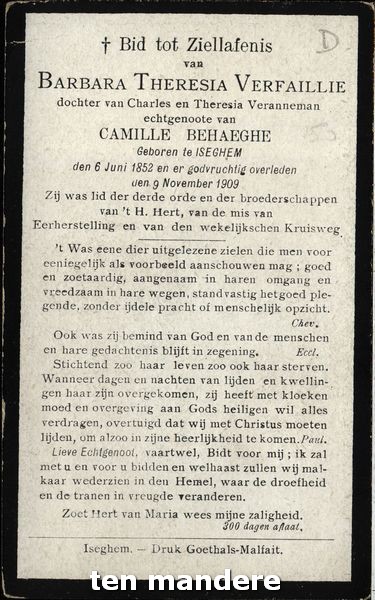 † Bid tot Ziellafenis
D
van
BARBARA THERESIA VERFAILLIE
dochter van Charles en Theresia Veranneman
echtgenoote van
CAMILLE BEHAEGHE
Geboren te ISEGHEM
den 6 Juni 1852 en er godvruchtig overleden
den 9 November 1909
Zij was lid der derde orde en der broederschappen
van 't H. Hert, van de mis van
Eerherstelling en van den wekelijkschen Kruisweg
't Was eene dier uitgelezene zielen die men voor
eeniegelijk als voorbeeld aanschouwen mag ; goed
en zoetaardig, aangenaam in haren omgang en
vreedzaam in hare wegen, standvastig het goed ple-
gende, zonder ijdele pracht of menschelijk opzicht.
Chev.
Ook was zij bemind van God en van de menschen
en hare gedachtenis blijft in zegening. Eccl.
Stichtend zoo haar leven zoo ook haar sterven.
Wanneer dagen en nachten van lijden en kwellin-
gen haar zijn overgekomen, zij heeft met kloeken
moed en overgeving aan Gods heiligen wil alles
verdragen, overtuigd dat wij met Christus moeten
lijden, om alzoo in zijne heerlijkheid te komen. Paul.
Lieve Echtgenoot, vaartwel, Bidt voor mij ; ik zal
met u en voor u bidden en welhaast zullen wij mal-
kaar wederzien in den Hemel, waar de droefheid
en de tranen in vreugde veranderen.
Zoet Hert van Maria wees mijne zaligheid.
300 dagen aflaat.
Iseghem. — Druk Goethals-Malfait.
ten mandere